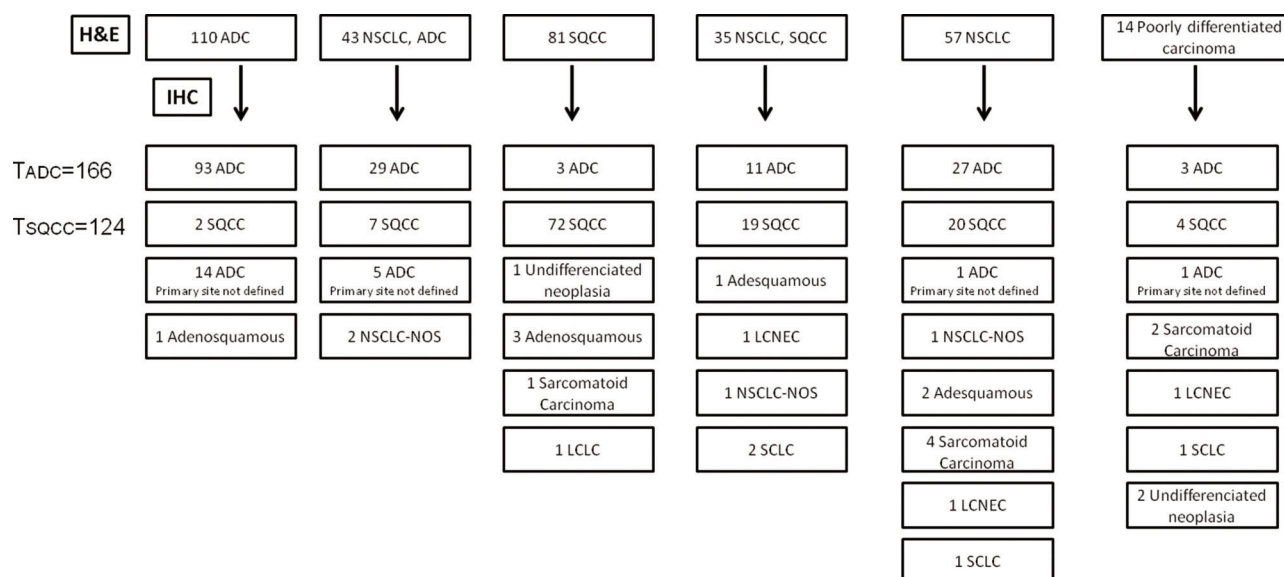 H&E
110 ADC
43 NSCLC, ADC
81 SQCC
35 NSCLC, SQCC
57 NSCLC
14 Poorly differentiated
carcinoma
IHC
TADC=166
93 ADC
29 ADC
3 ADC
11 ADC
27 ADC
3 ADC
TSQCC=124
2 SQCC
7 SQCC
72 SQCC
19 SQCC
20 SQCC
4 SQCC
14 ADC
Primary site not defined
5 ADC
Primary site not defined
1 Undifferenciated
neoplasia
1 Adesquamous
1 ADC
Primary site not defined
1 ADC
Primary site not defined
1 Adenosquamous
2 NSCLC-NOS
3 Adenosquamous
1 LCNEC
1 NSCLC-NOS
2 Sarcomatoid
Carcinoma
1 Sarcomatoid
Carcinoma
1 NSCLC-NOS
2 Adesquamous
1 LCNEC
1 LCLC
2 SCLC
4 Sarcomatoid
Carcinoma
1 SCLC
1 LCNEC
2 Undifferenciated
neoplasia
1 SCLC